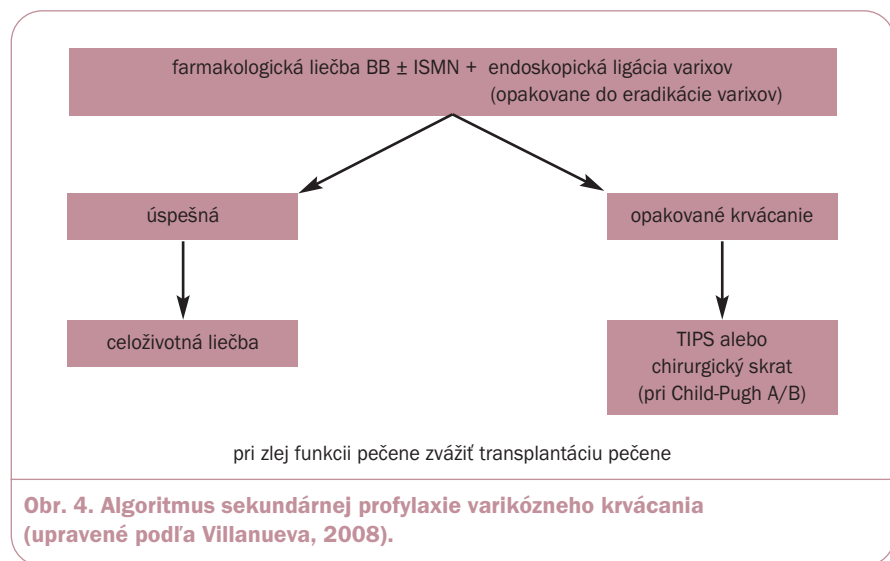 farmakologická liečba BB ± ISMN + endoskopická ligácia varixov
(opakovane do eradikácie varixov)
úspešná
opakované krvácanie
celoživotná liečba
TIPS alebo
chirurgický skrat
(pri Child-Pugh A/B)
pri zlej funkcii pečene zvážiť transplantáciu pečene
Obr. 4. Algoritmus sekundárnej profylaxie varikózneho krvácania
(upravené podľa Villanueva, 2008).